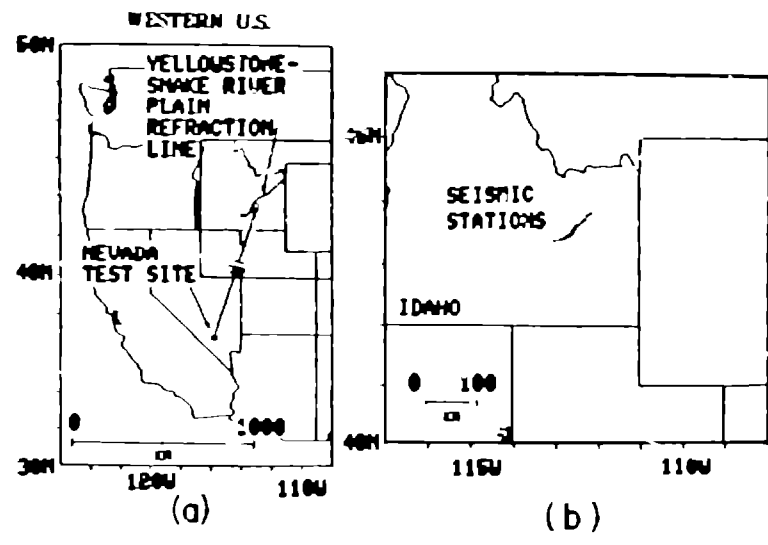 WESTERN U.S.
50N
YELLOWSTONE-
SNAKE RIVER
PLAIN
REFRACTION
LINE
NEVADA
TEST SITE
40N
0
1000
KM
30N
120W
110W
(a)
45N
SEISMIC
STATIONS
IDAHO
0 100
KM
40N
115W
110W
(b)